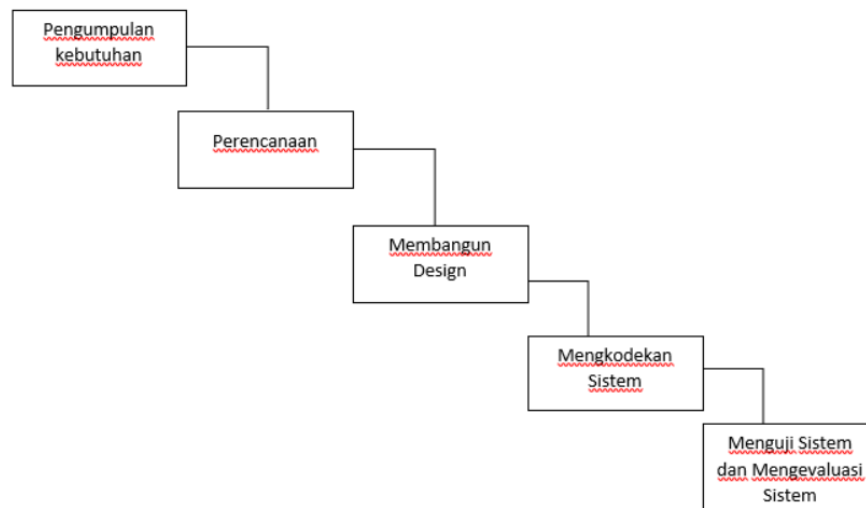 Pengumpulan
kebutuhan
Perencanaan
Membangun
Design
Mengkodekan
Sistem
Menguji Sistem
dan Mengevaluasi
Sistem